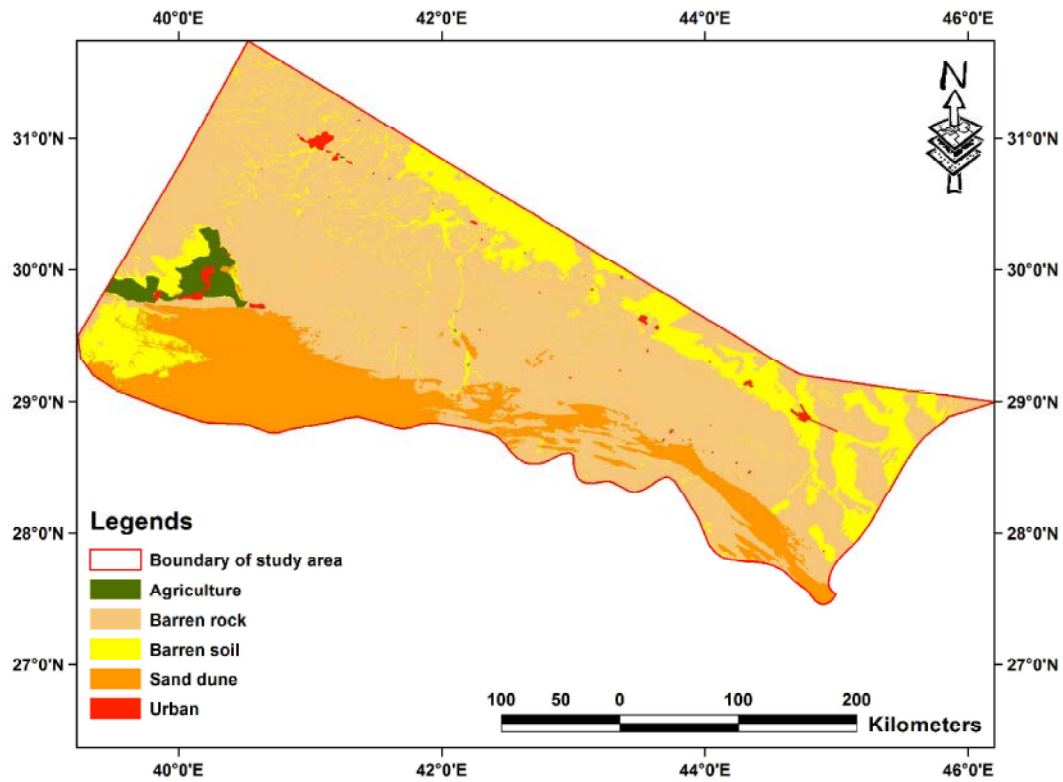 40°0'E 42°0'E 44°0'E 46°0'E
N
31°0'N 31°0'N
30°0'N 30°0'N
29°0'N 29°0'N
28°0'N 28°0'N
27°0'N 27°0'N
Legends
Boundary of study area
Agriculture
Barren rock
Barren soil
Sand dune
Urban
100 50 0 100 200
Kilometers
40°0'E 42°0'E 44°0'E 46°0'E